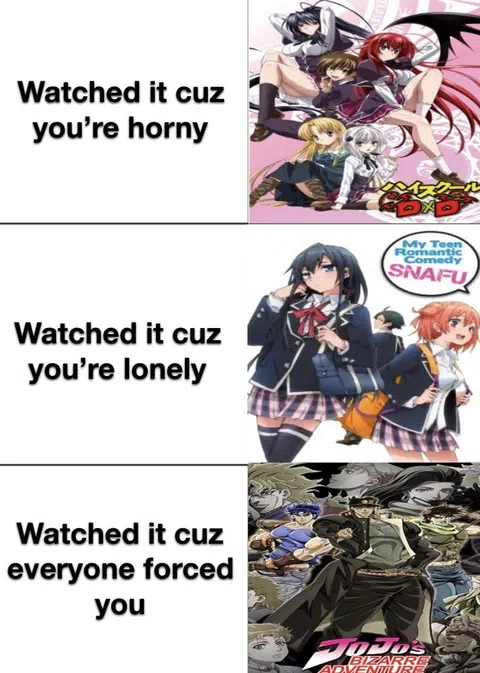 Watched it cuz
you’re horny
ハイスクール
D×D
Watched it cuz
you’re lonely
My Teen
Romantic
Comedy
SNAFU
Watched it cuz
everyone forced
you
JOJO'S
BIZARRE
ADVENTURE